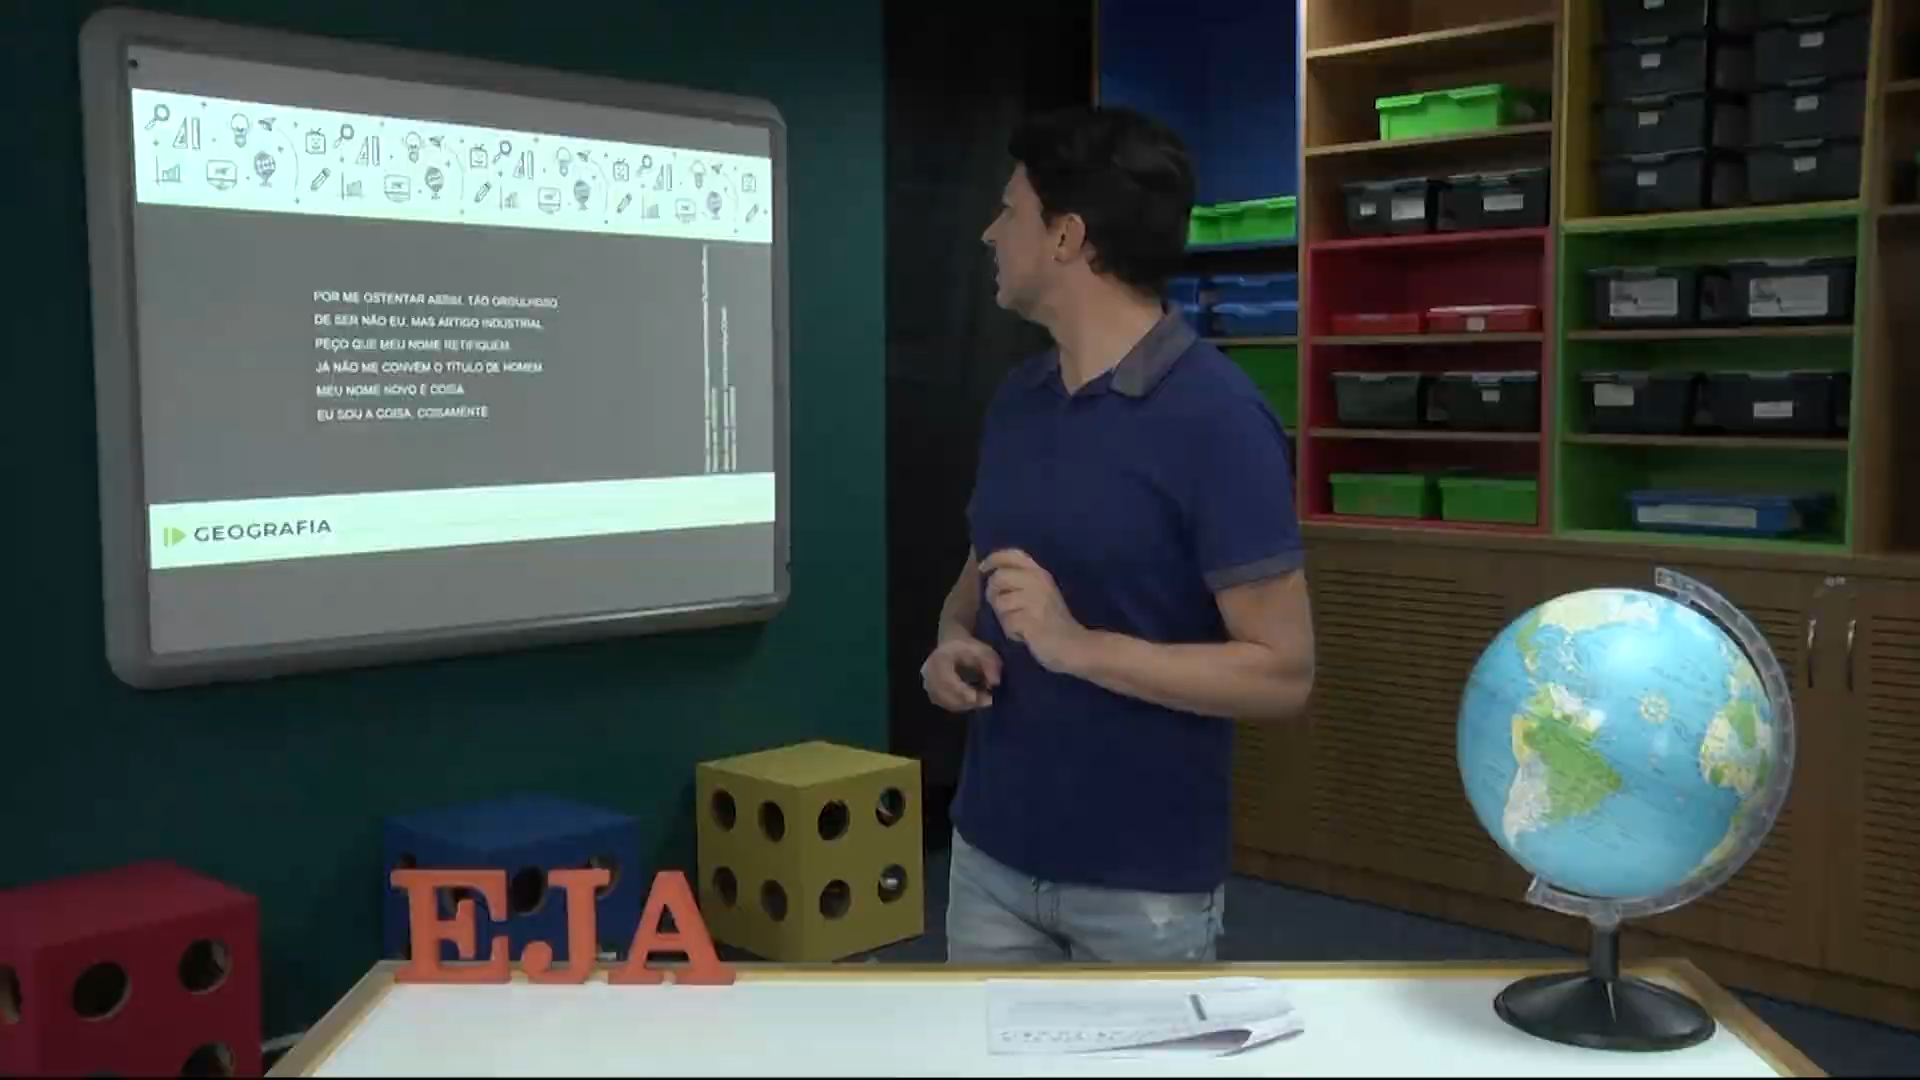 POR ME OSTENTAR ASSIM, TÃO ORGULHOSO
DE SER NÃO EU, MAS ARTIGO INDUSTRIAL,
PEÇO QUE MEU NOME RETIFIQUEM.
JÁ NÃO ME CONVÉM O TÍTULO DE HOMEM.
MEU NOME NOVO É COISA.
EU SOU A COISA, COISAMENTE.
GEOGRAFIA
EJA